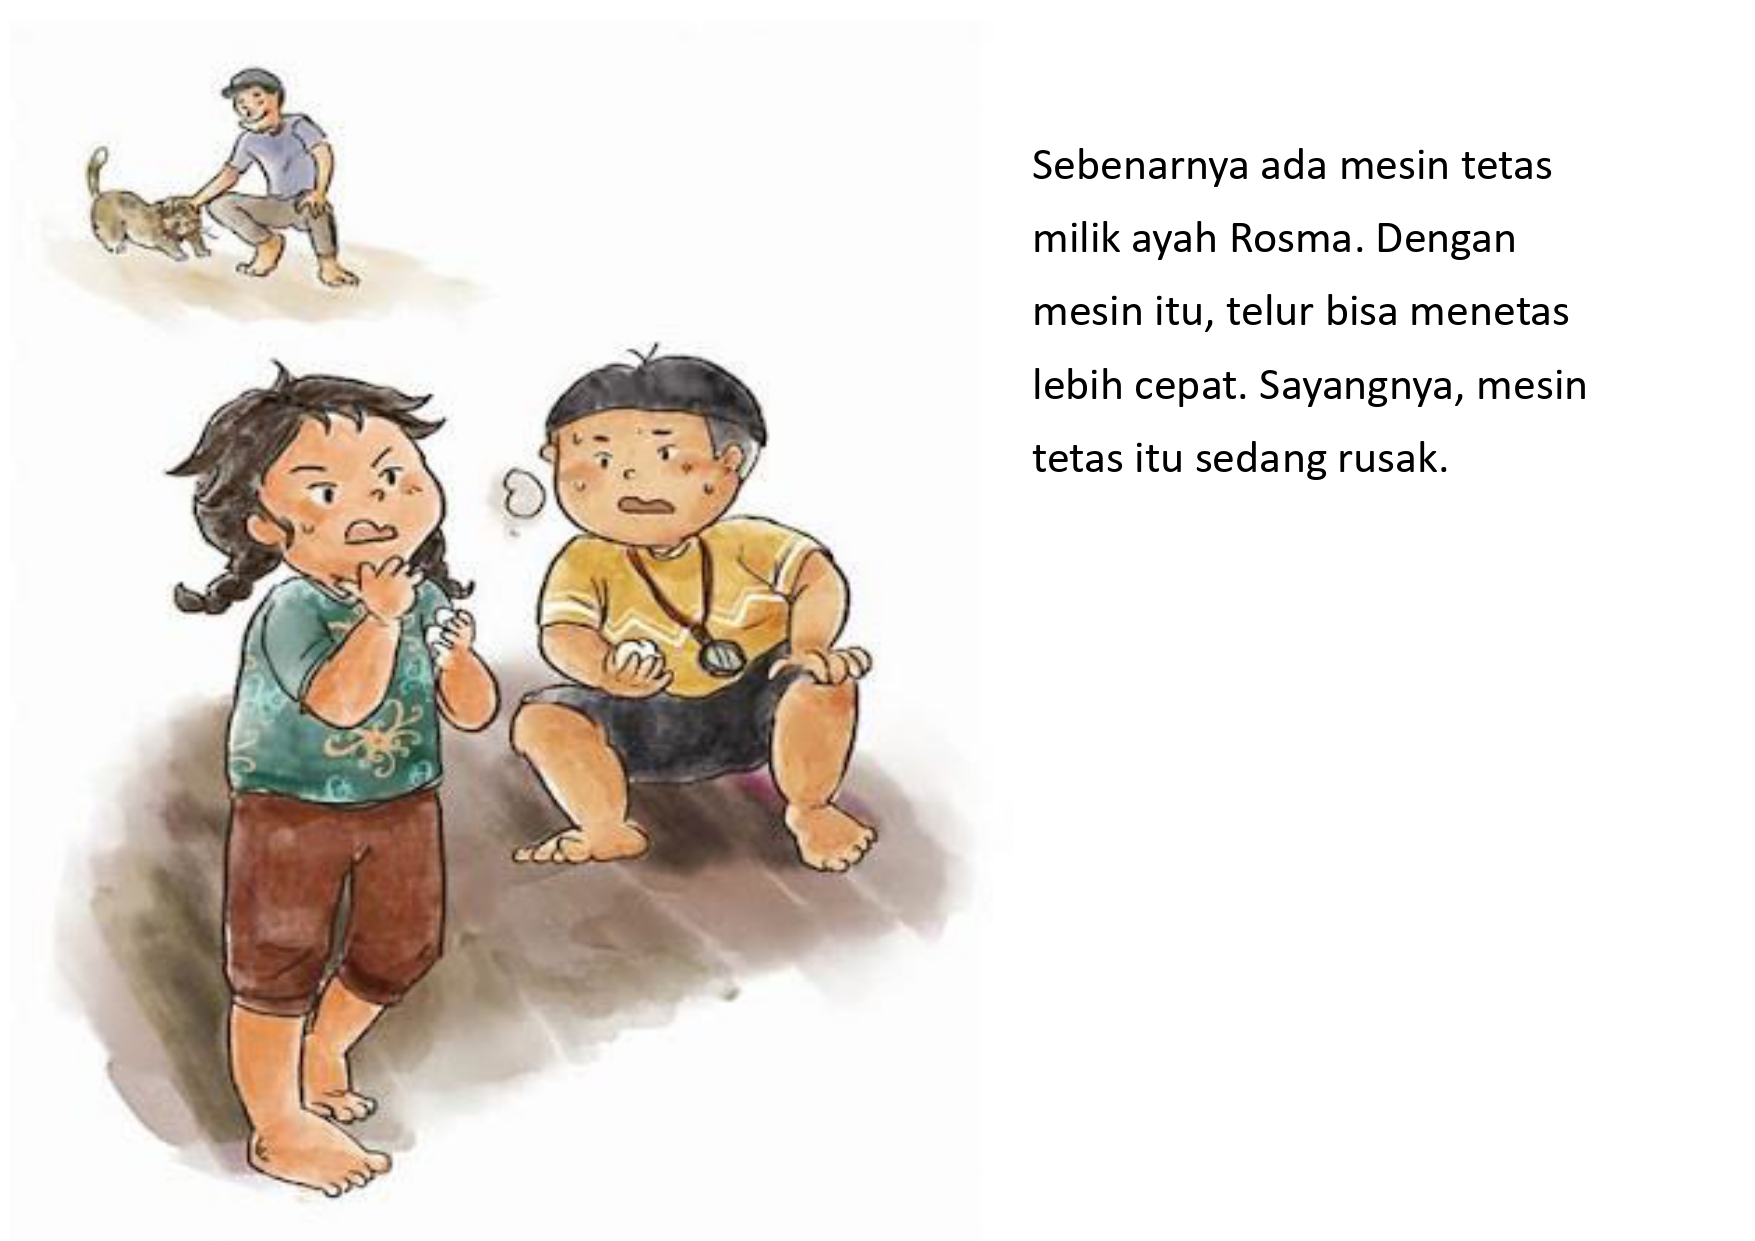 Sebenarnya ada mesin tetas
milik ayah Rosma. Dengan
mesin itu, telur bisa menetas
lebih cepat. Sayangnya, mesin
tetas itu sedang rusak.